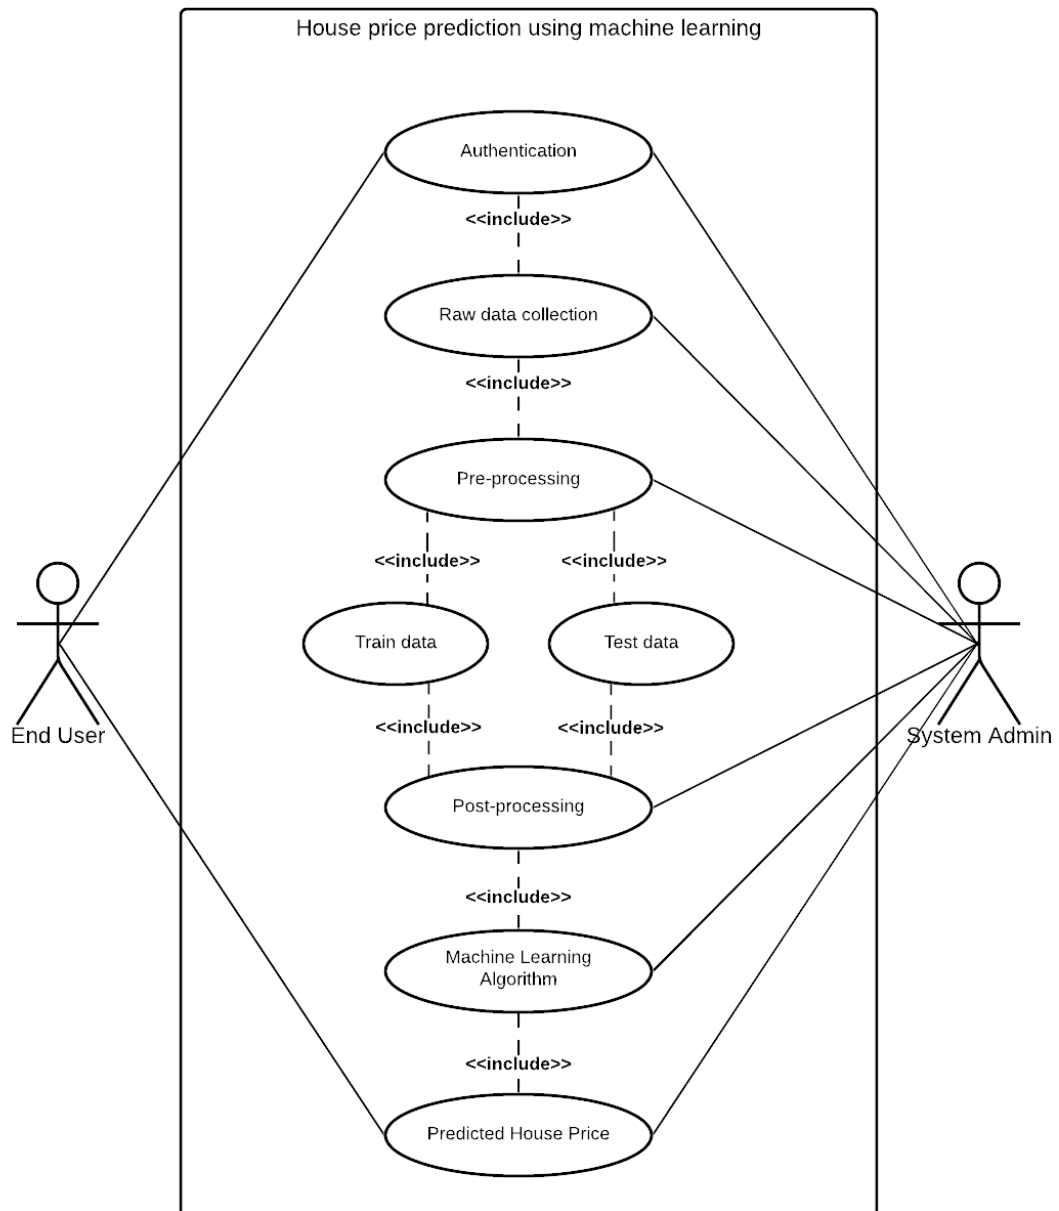 House price prediction using machine learning
Authentication
<<include>>
Raw data collection
<<include>>
Pre-processing
<<include>>
<<include>>
Train data
Test data
<<include>>
<<include>>
End User
System Admin
Post-processing
<<include>>
Machine Learning
Algorithm
<<include>>
Predicted House Price